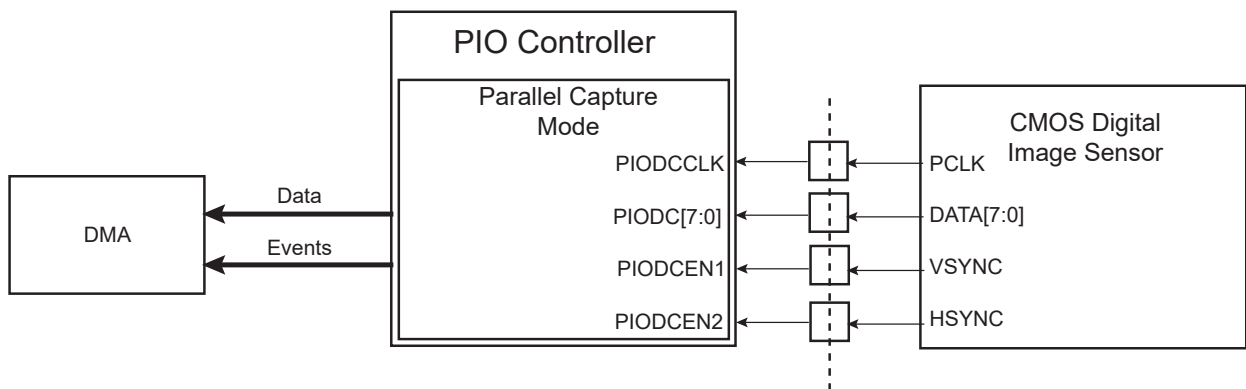 PIO Controller
Parallel Capture
Mode
CMOS Digital
Image Sensor
PIODCCLK
PCLK
Data
PIODC[7:0]
DATA[7:0]
DMA
Events
PIODCEN1
VSYNC
PIODCEN2
HSYNC